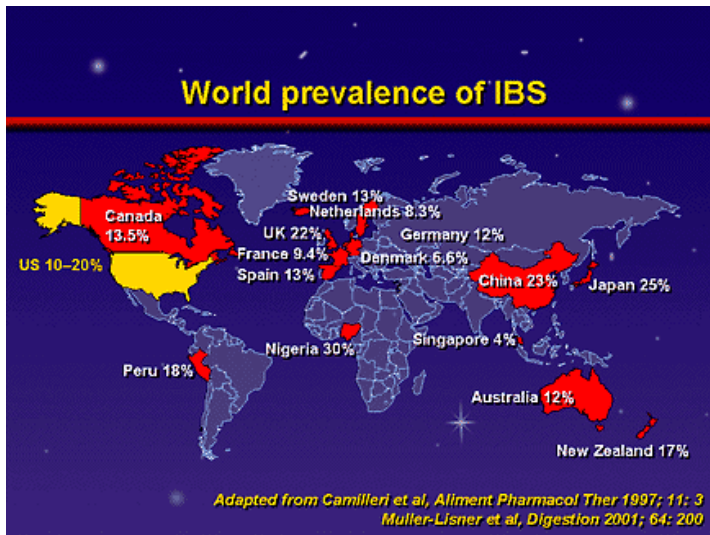 World prevalence of IBS
Sweden 13%
Netherlands 8.3%
Canada
13.5%
UK 22%
Germany 12%
France 9.4%
Denmark 6.6%
US 10–20%
Spain 13%
China 23%
Japan 25%
Singapore 4%
Nigeria 30%
Peru 18%
Australia 12%
New Zealand 17%
Adapted from Camilleri et al, Aliment Pharmacol Ther 1997; 11: 3
Muller-Lisner et al, Digestion 2001; 64: 200